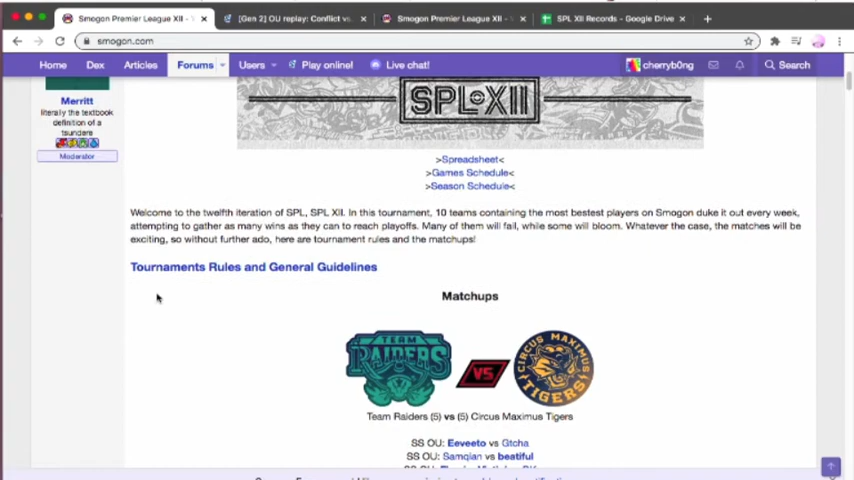 Smogon Premier League XII - 
[Gen 2] OU replay: Conflict vs.
Smogon Premier League XII - 
SPL XII Records - Google Drive
smogon.com
Home Dex Articles Forums Users Play online! Live chat! cherryb0ng Search
Merritt
literally the textbook
definition of a
tsundere
Moderator
SPL XII
>Spreadsheet<
>Games Schedule<
>Season Schedule<
Welcome to the twelfth iteration of SPL, SPL XII. In this tournament, 10 teams containing the most bestest players on Smogon duke it out every week,
attempting to gather as many wins as they can to reach playoffs. Many of them will fail, while some will bloom. Whatever the case, the matches will be
exciting, so without further ado, here are tournament rules and the matchups!
Tournaments Rules and General Guidelines
Matchups
TEAM
RAIDERS
VS
CIRCUS MAXIMUS
TIGERS
Team Raiders (5) vs (5) Circus Maximus Tigers
SS OU: Eeveeto vs Gtcha
SS OU: Samqian vs beatiful